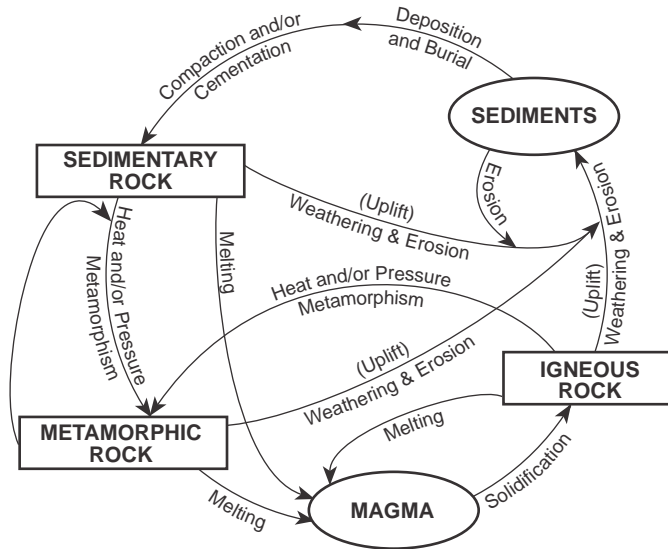 Deposition
and Burial
Compaction and/or
Cementation
SEDIMENTS
SEDIMENTARY
ROCK
Erosion
(Uplift)
Weathering & Erosion
(Uplift)
Weathering & Erosion
Heat and/or Pressure
Metamorphism
Melting
Heat and/or Pressure
Metamorphism
(Uplift)
Weathering & Erosion
IGNEOUS
ROCK
METAMORPHIC
ROCK
Melting
Melting
MAGMA
Solidification